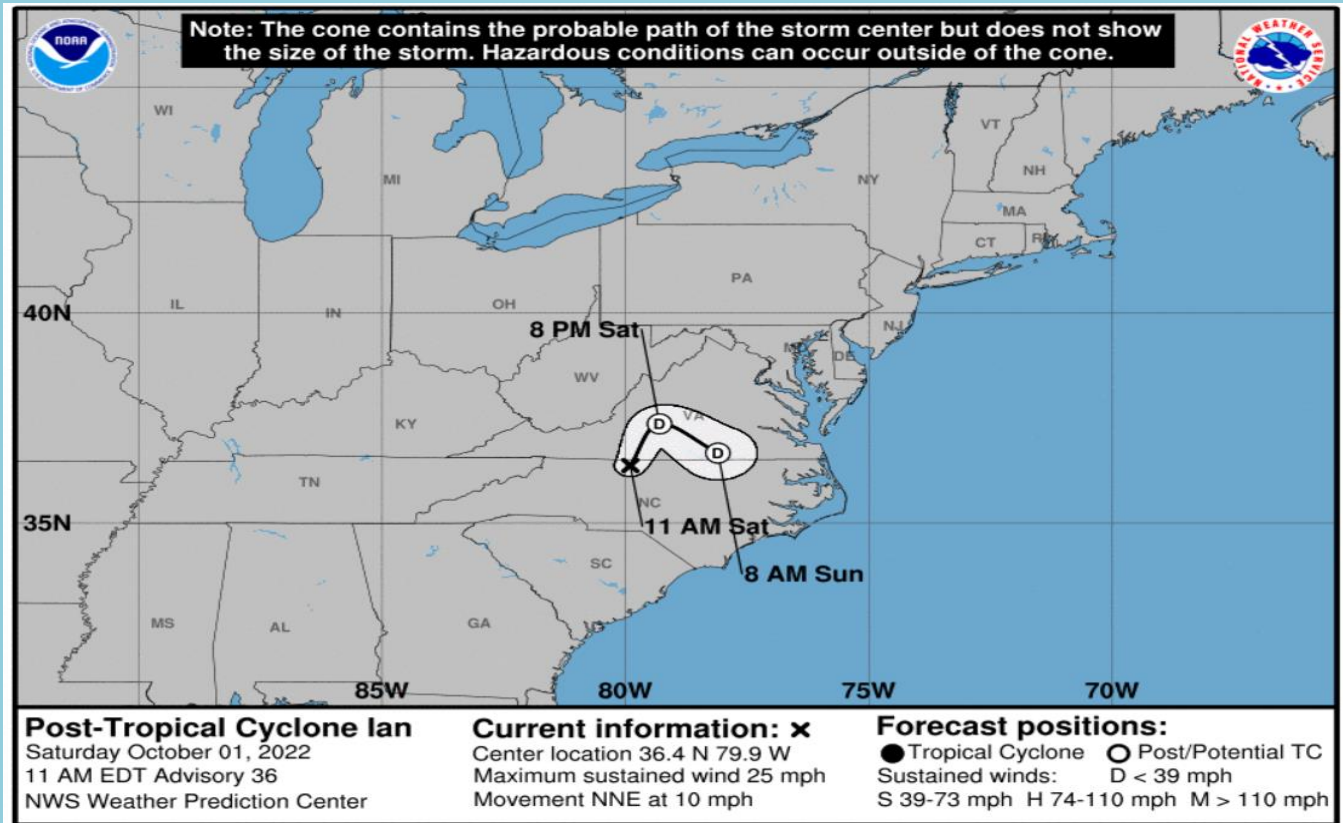 Note: The cone contains the probable path of the storm center but does not show
the size of the storm. Hazardous conditions can occur outside of the cone.
NOAA
NATIONAL WEATHER SERVICE
WI
VT
MI
NY
NH
MA
CT
PA
IL
IN
OH
NJ
40N
8 PM Sat
DE
WV
VA
KY
D
D
TN
NC
35N
11 AM Sat
SC
8 AM Sun
MS
AL
GA
85W
80W
75W
70W
Post-Tropical Cyclone Ian
Saturday October 01, 2022
11 AM EDT Advisory 36
NWS Weather Prediction Center
Current information: ×
Center location 36.4 N 79.9 W
Maximum sustained wind 25 mph
Movement NNE at 10 mph
Forecast positions:
● Tropical Cyclone ○ Post/Potential TC
Sustained winds: D < 39 mph
S 39-73 mph H 74-110 mph M > 110 mph